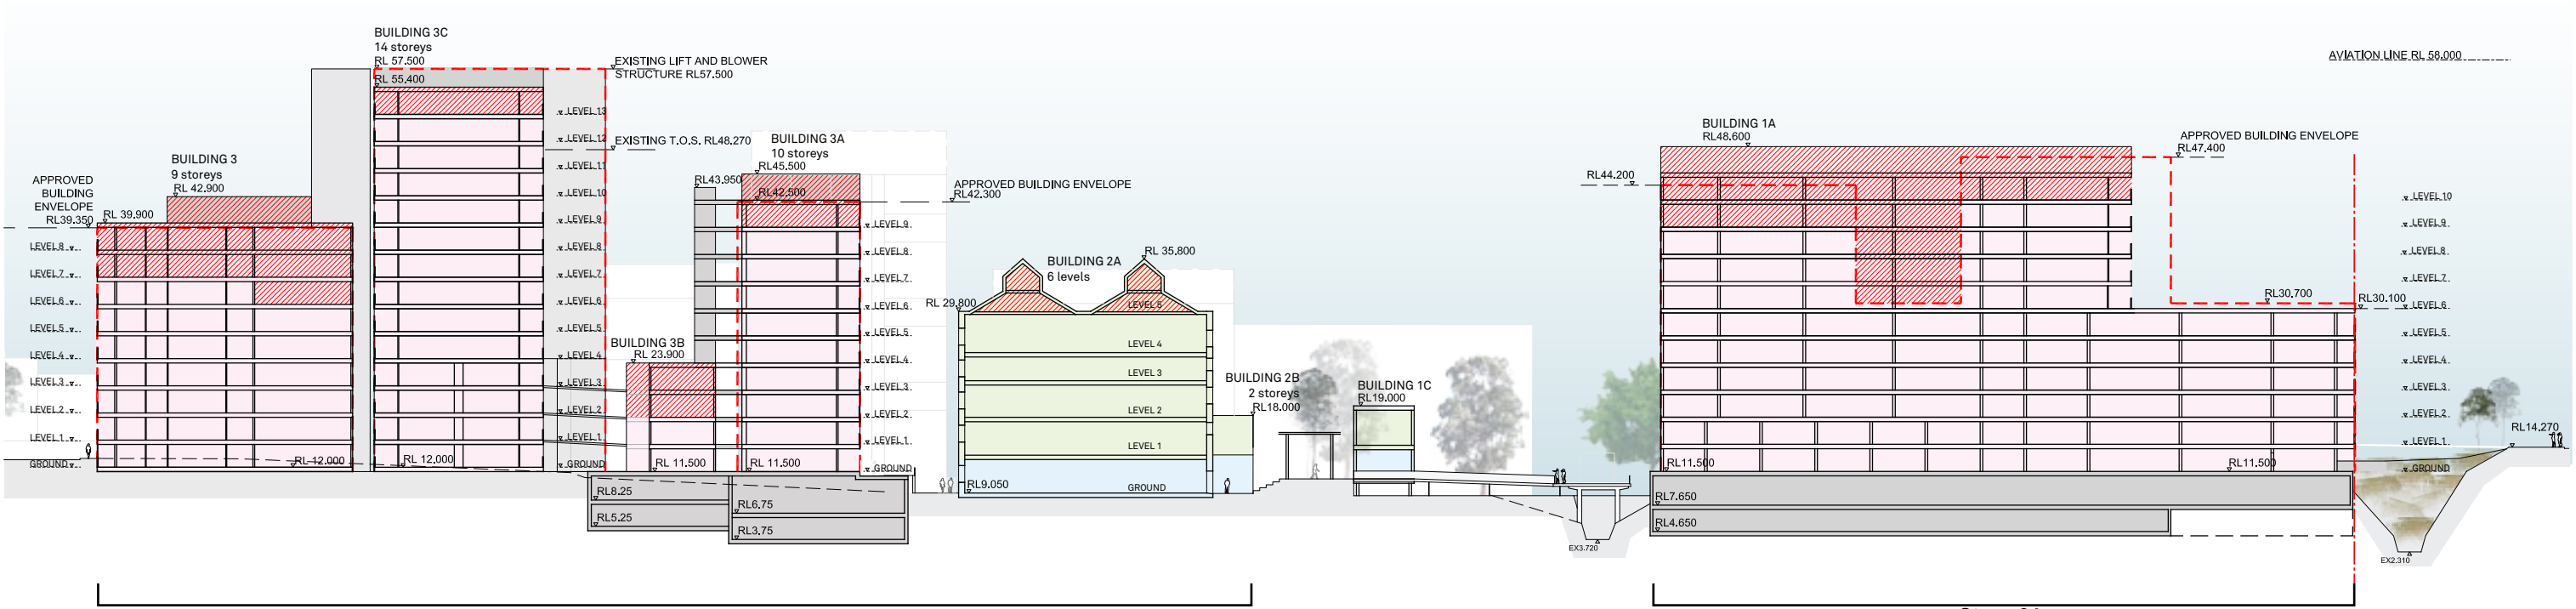 BUILDING 3C
14 storeys
RL 57.500
RL 55.400
EXISTING LIFT AND BLOWER
STRUCTURE RL57.500
AVIATION LINE RL 58.000
LEVEL 13
LEVEL 12
LEVEL 11
LEVEL 10
LEVEL 9
LEVEL 8
LEVEL 7
LEVEL 6
LEVEL 5
LEVEL 4
LEVEL 3
LEVEL 2
LEVEL 1
GROUND
EXISTING T.O.S. RL48.270
BUILDING 3
9 storeys
RL 42.900
APPROVED
BUILDING
ENVELOPE
RL39.350
RL 39.900
LEVEL 8
LEVEL 7
LEVEL 6
LEVEL 5
LEVEL 4
LEVEL 3
LEVEL 2
LEVEL 1
GROUND
RL 12.000
RL 12.000
BUILDING 3A
10 storeys
RL45.500
RL43.950
RL42.500
APPROVED BUILDING ENVELOPE
RL42.300
LEVEL 9
LEVEL 8
LEVEL 7
LEVEL 6
LEVEL 5
LEVEL 4
LEVEL 3
LEVEL 2
LEVEL 1
GROUND
BUILDING 3B
RL 23.900
RL 11.500
RL 11.500
RL8.25
RL5.25
RL6.75
RL3.75
BUILDING 2A
6 levels
RL 35.800
RL 29.800
LEVEL 5
LEVEL 4
LEVEL 3
LEVEL 2
LEVEL 1
GROUND
RL9.050
BUILDING 2B
2 storeys
RL18.000
BUILDING 1C
RL19.000
EX3.720
BUILDING 1A
RL48.600
RL44.200
APPROVED BUILDING ENVELOPE
RL47.400
RL30.700
RL30.100
LEVEL 10
LEVEL 9
LEVEL 8
LEVEL 7
LEVEL 6
LEVEL 5
LEVEL 4
LEVEL 3
LEVEL 2
LEVEL 1
GROUND
RL14.270
RL11.500
RL11.500
RL7.650
RL4.650
EX2.310